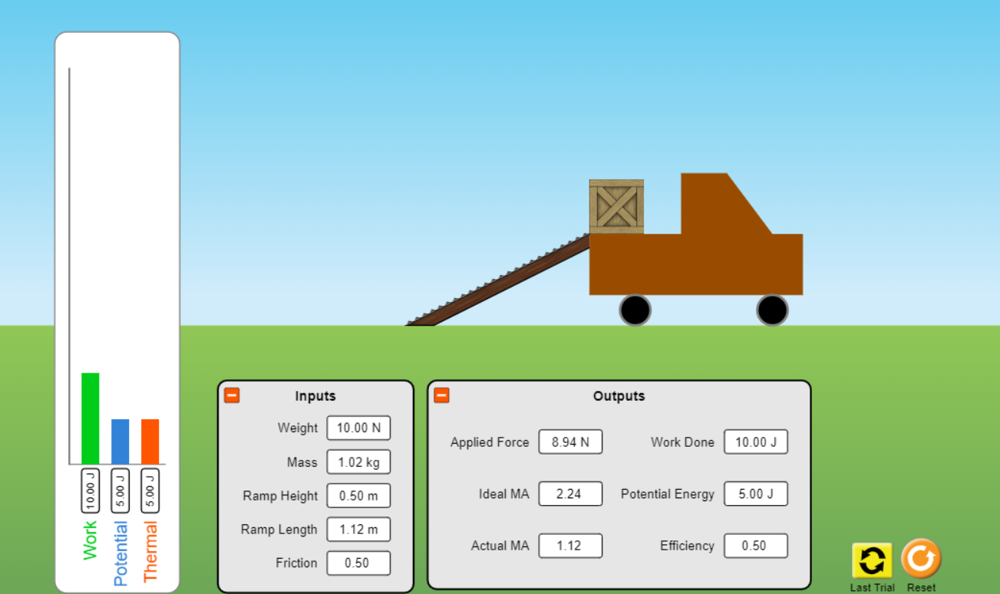 10.00 J
5.00 J
5.00 J
Work
Potential
Thermal
Inputs
Weight 10.00 N
Mass 1.02 kg
Ramp Height 0.50 m
Ramp Length 1.12 m
Friction 0.50
Outputs
Applied Force 8.94 N Work Done 10.00 J
Ideal MA 2.24 Potential Energy 5.00 J
Actual MA 1.12 Efficiency 0.50
Last Trial Reset